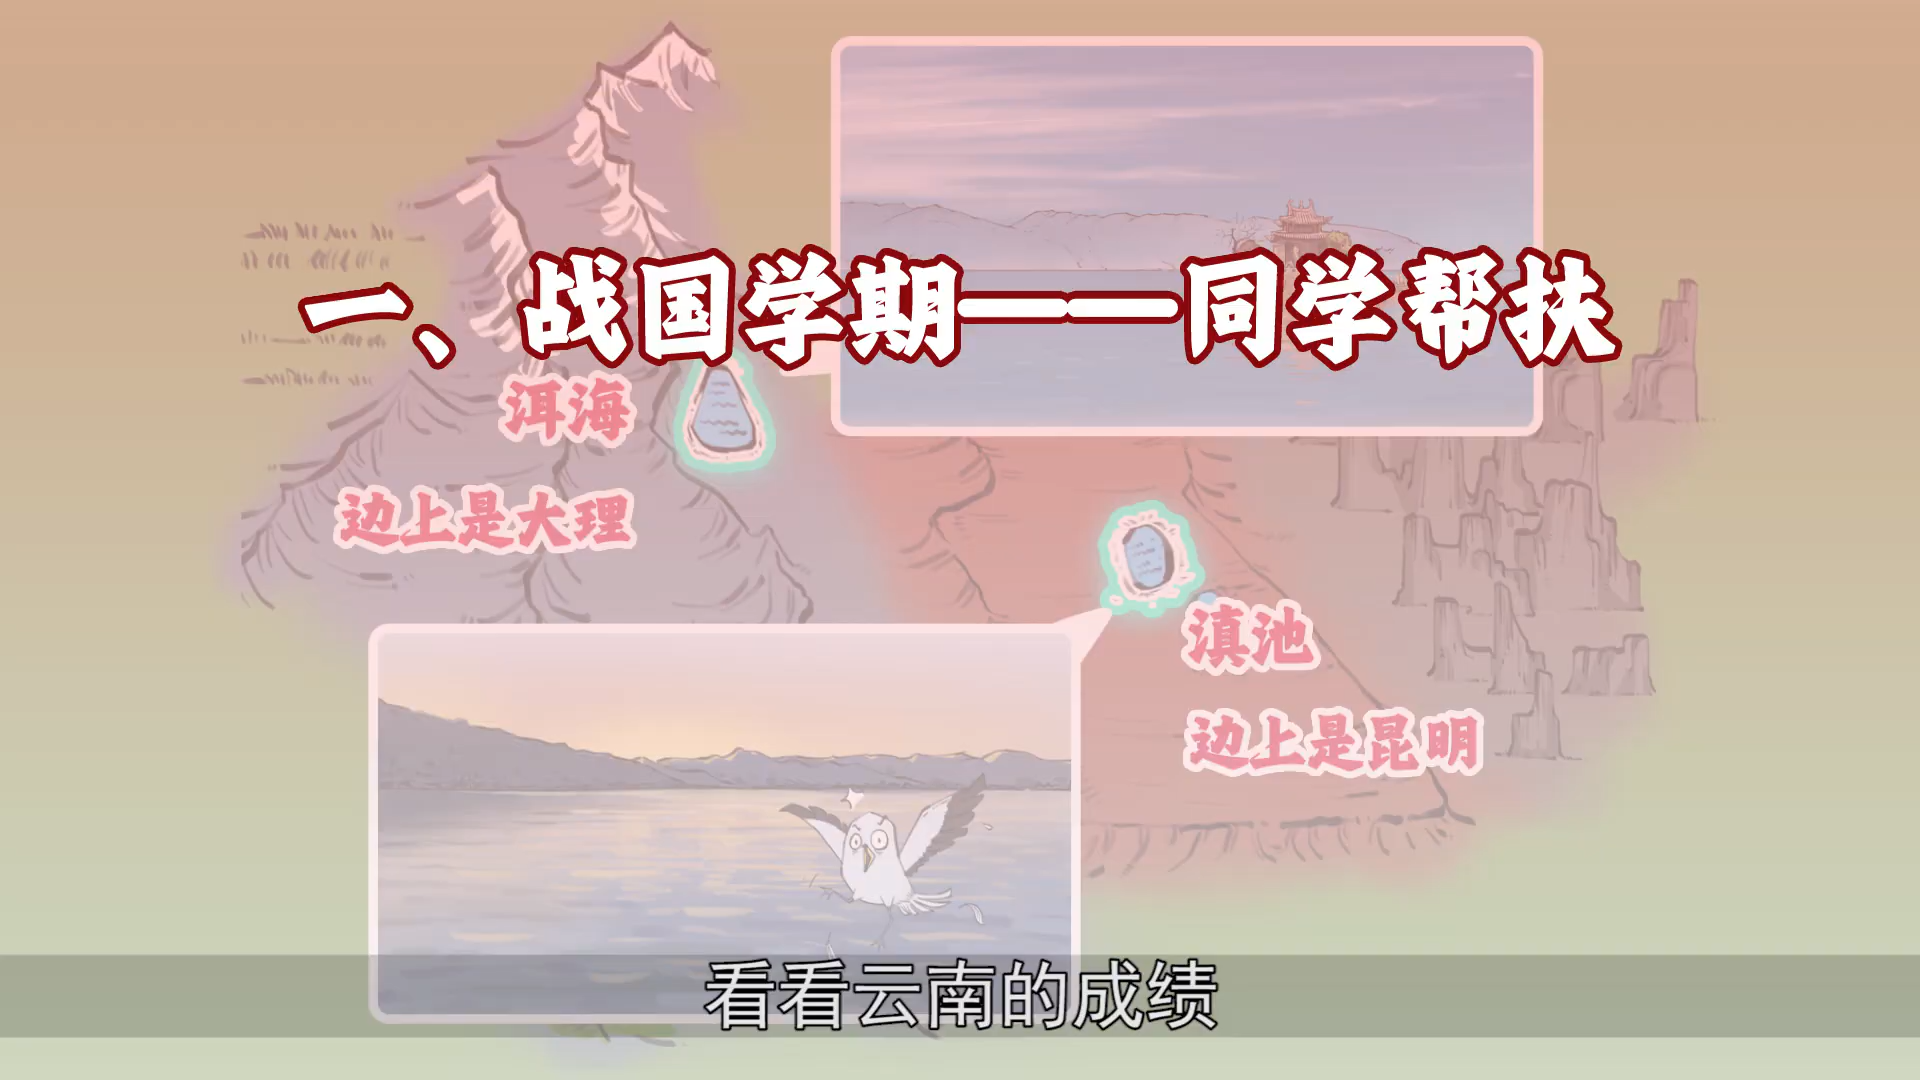 一、战国学期——同学帮扶
洱海
边上是大理
滇池
边上是昆明
看看云南的成绩